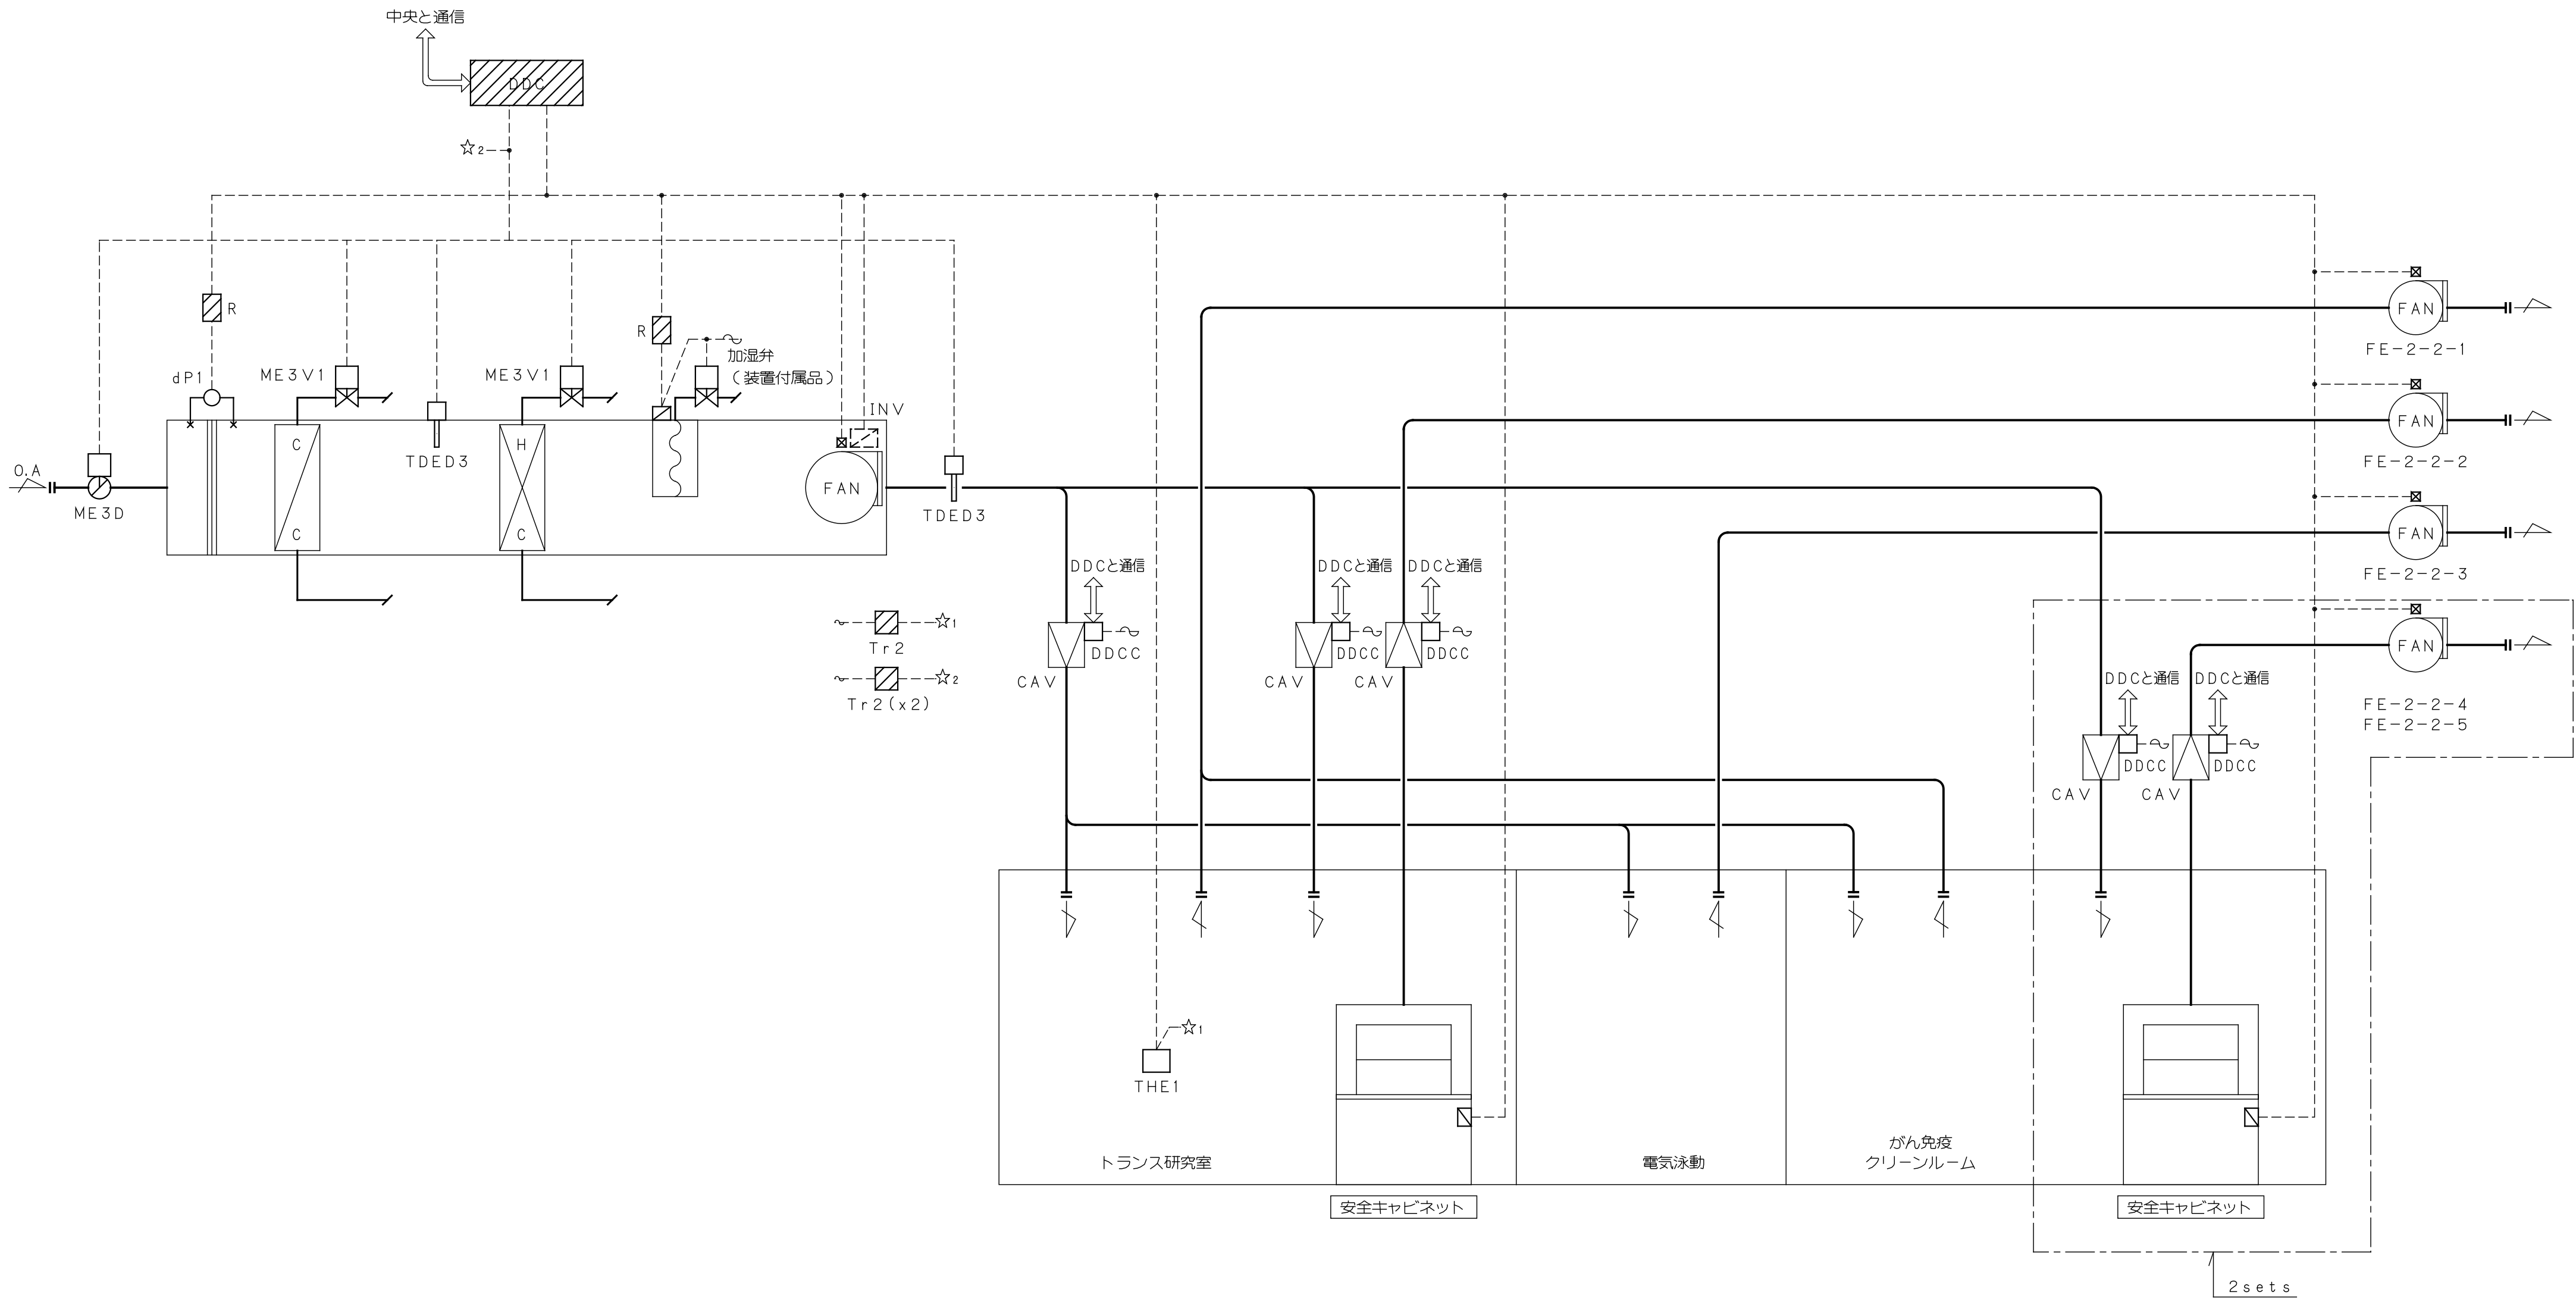 中央と通信
DDC
☆2
R
R
加湿弁
(装置付属品)
dP1
ME3V1
ME3V1
INV
C
C
TDED3
H
C
O.A
ME3D
FAN
TDED3
FAN
FE-2-2-1
FAN
FE-2-2-2
FAN
FE-2-2-3
FAN
FE-2-2-4
FE-2-2-5
DDCと通信
DDCと通信
DDCと通信
DDCC
DDCC
DDCC
CAV
CAV
CAV
☆1
Tr2
☆2
Tr2(x2)
DDCと通信
DDCと通信
DDCC
DDCC
CAV
CAV
☆1
THE1
トランス研究室
電気泳動
がん免疫
クリーンルーム
安全キャビネット
安全キャビネット
2sets